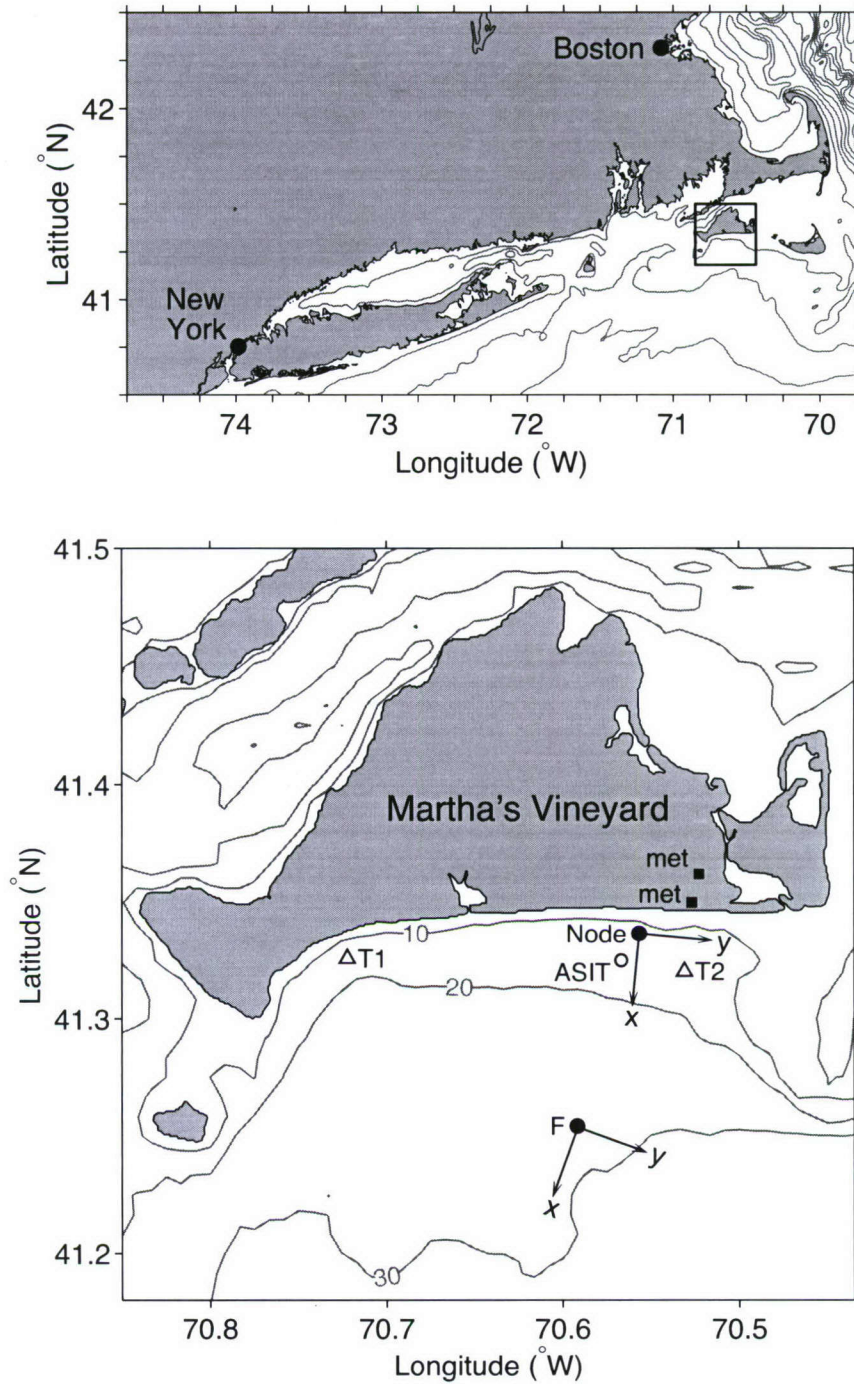 Boston
42
Latitude (°N)
41
New
York
74
73
72
71
70
Longitude (°W)
41.5
41.4
Martha's Vineyard
met
met
Latitude (°N)
Node
y
10
T1
ASIT
T2
20
x
41.3
F
y
x
41.2
30
70.8
70.7
70.6
70.5
Longitude (°W)